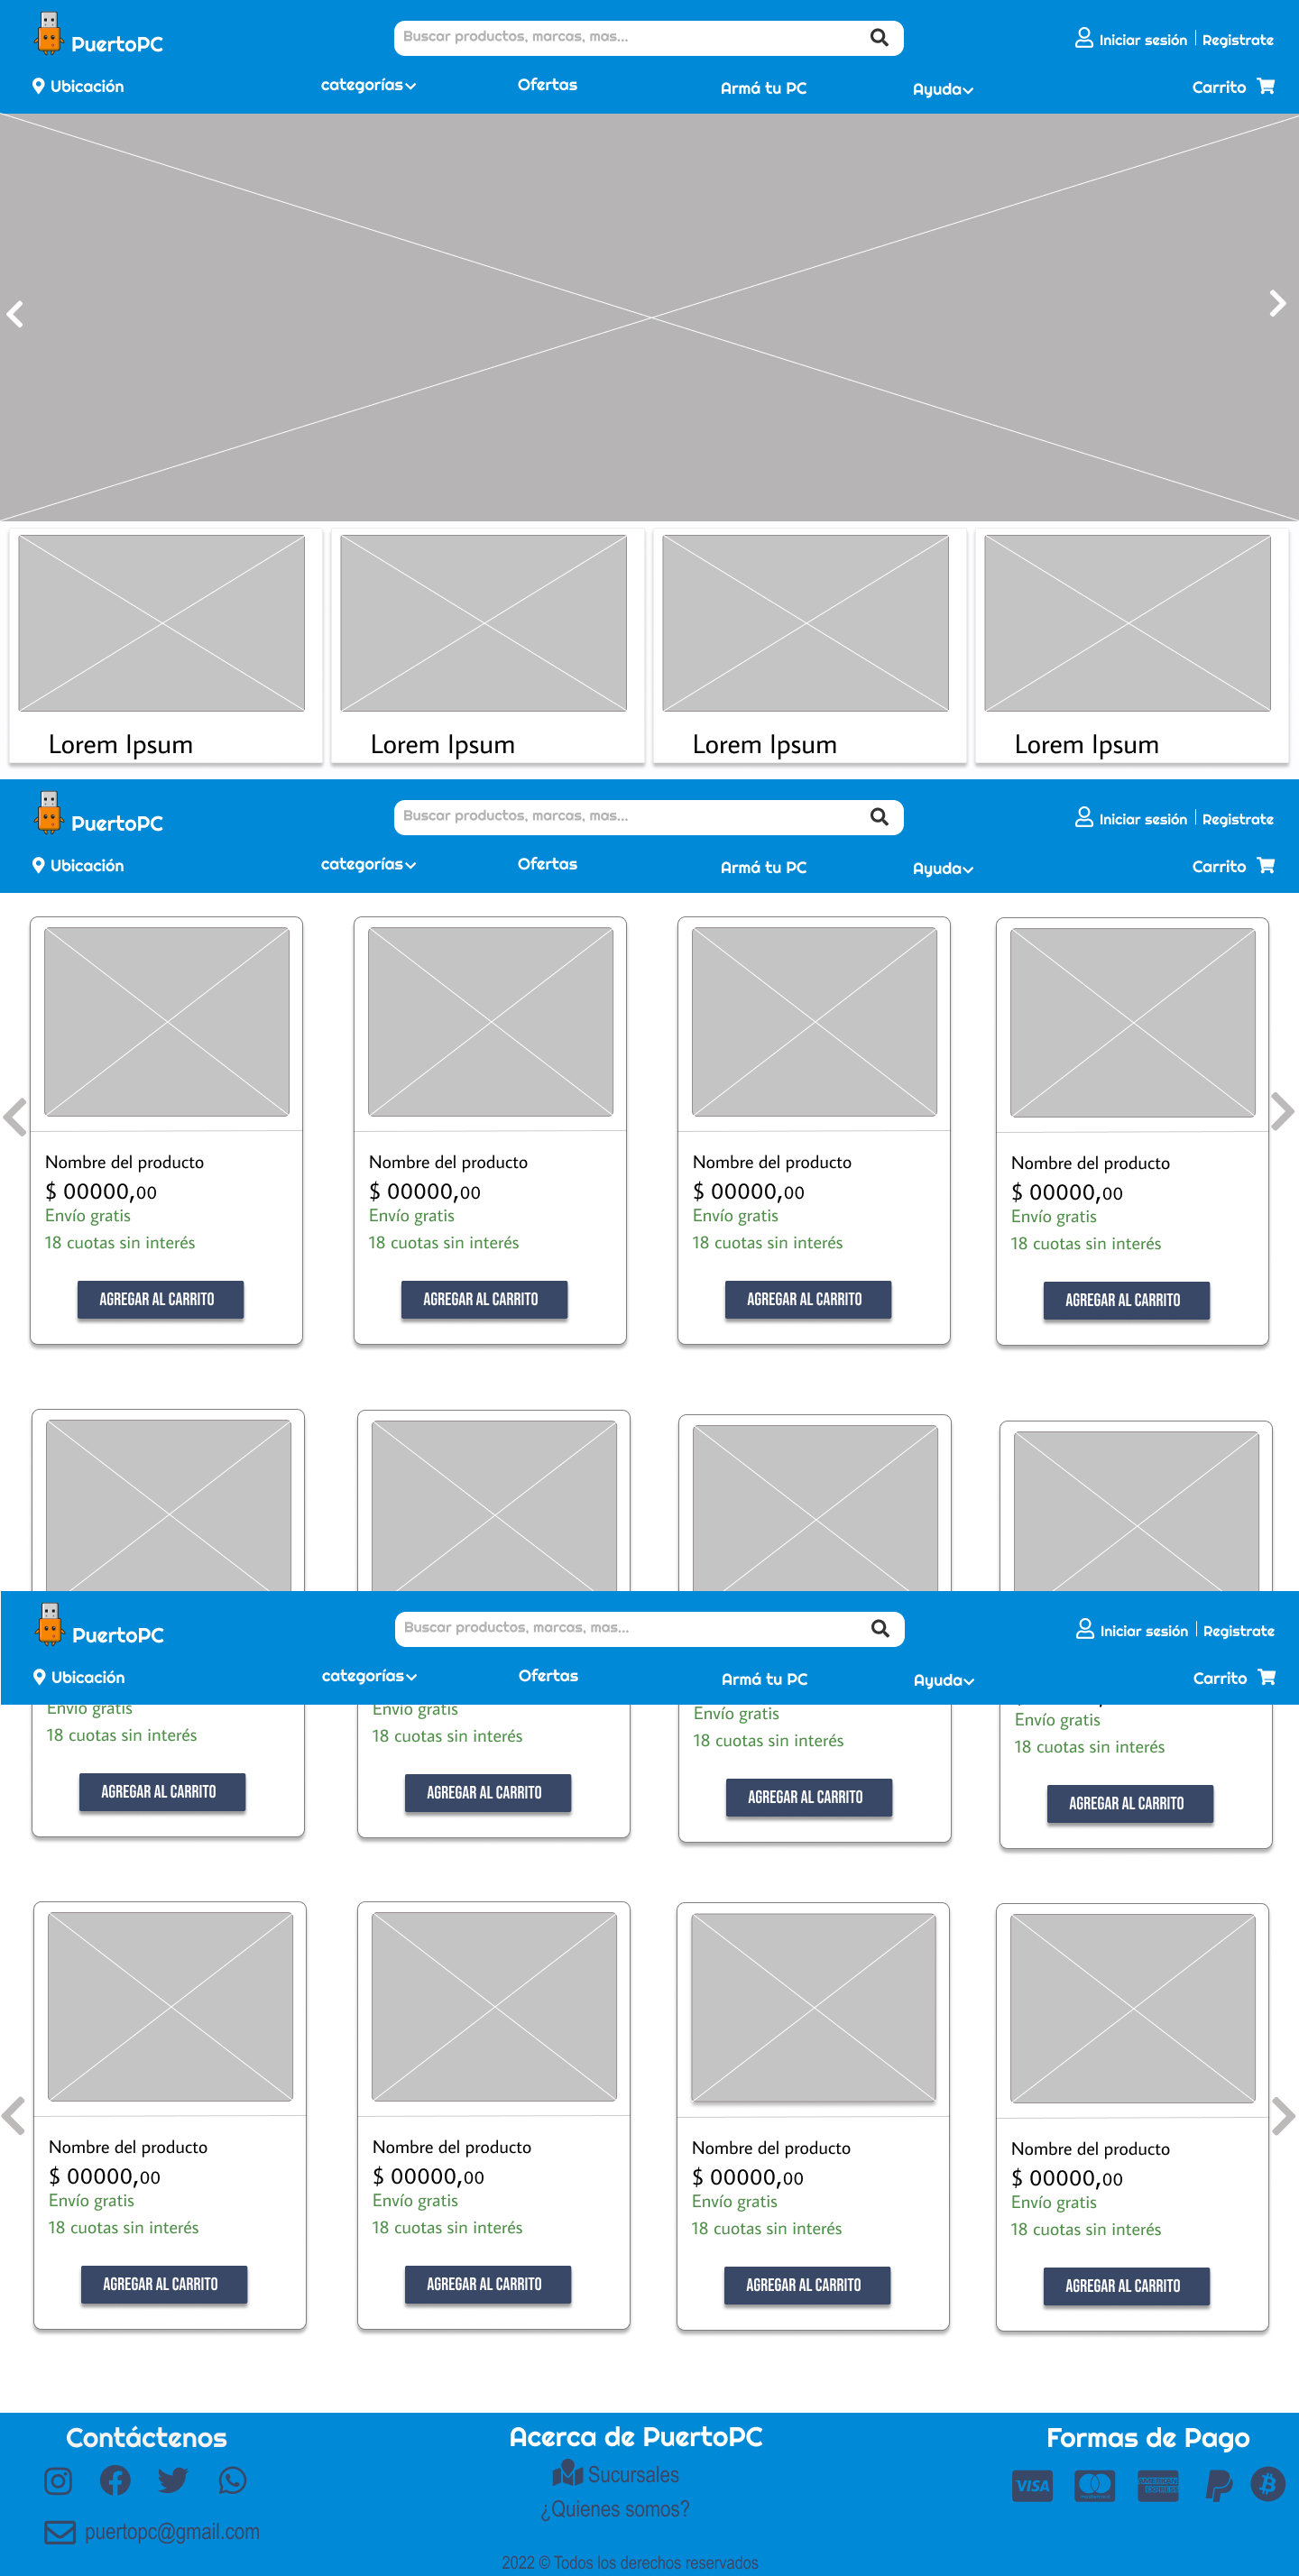 PuertoPC
Buscar productos, marcas, mas...
Iniciar sesión | Registrate
Ubicación
categorías
Ofertas
Armá tu PC
Ayuda
Carrito
Lorem Ipsum
Lorem Ipsum
Lorem Ipsum
Lorem Ipsum
PuertoPC
Buscar productos, marcas, mas...
Iniciar sesión | Registrate
Ubicación
categorías
Ofertas
Armá tu PC
Ayuda
Carrito
Nombre del producto
$ 00000,00
Envío gratis
18 cuotas sin interés
AGREGAR AL CARRITO
Nombre del producto
$ 00000,00
Envío gratis
18 cuotas sin interés
AGREGAR AL CARRITO
Nombre del producto
$ 00000,00
Envío gratis
18 cuotas sin interés
AGREGAR AL CARRITO
Nombre del producto
$ 00000,00
Envío gratis
18 cuotas sin interés
AGREGAR AL CARRITO
PuertoPC
Buscar productos, marcas, mas...
Iniciar sesión | Registrate
Ubicación
categorías
Ofertas
Armá tu PC
Ayuda
Carrito
Envío gratis
18 cuotas sin interés
AGREGAR AL CARRITO
Envío gratis
18 cuotas sin interés
AGREGAR AL CARRITO
Envío gratis
18 cuotas sin interés
AGREGAR AL CARRITO
Envío gratis
18 cuotas sin interés
AGREGAR AL CARRITO
Nombre del producto
$ 00000,00
Envío gratis
18 cuotas sin interés
AGREGAR AL CARRITO
Nombre del producto
$ 00000,00
Envío gratis
18 cuotas sin interés
AGREGAR AL CARRITO
Nombre del producto
$ 00000,00
Envío gratis
18 cuotas sin interés
AGREGAR AL CARRITO
Nombre del producto
$ 00000,00
Envío gratis
18 cuotas sin interés
AGREGAR AL CARRITO
Contáctenos
puertopc@gmail.com
Acerca de PuertoPC
Sucursales
¿Quienes somos?
2022 © Todos los derechos reservados
Formas de Pago
VISA
AMERICAN EXPRESS